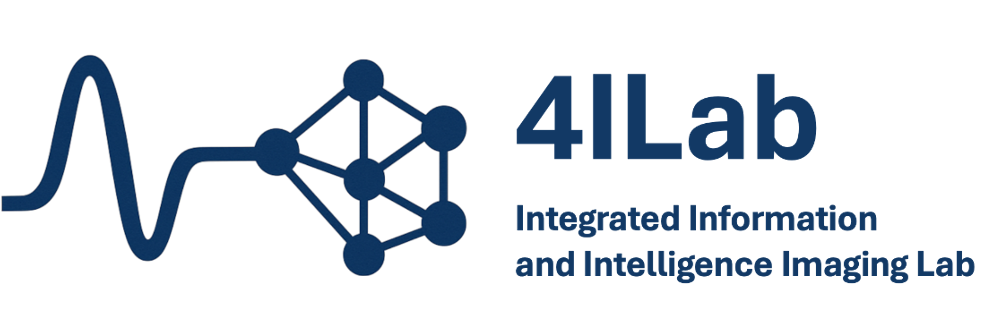 4ILab
Integrated Information
and Intelligence Imaging Lab